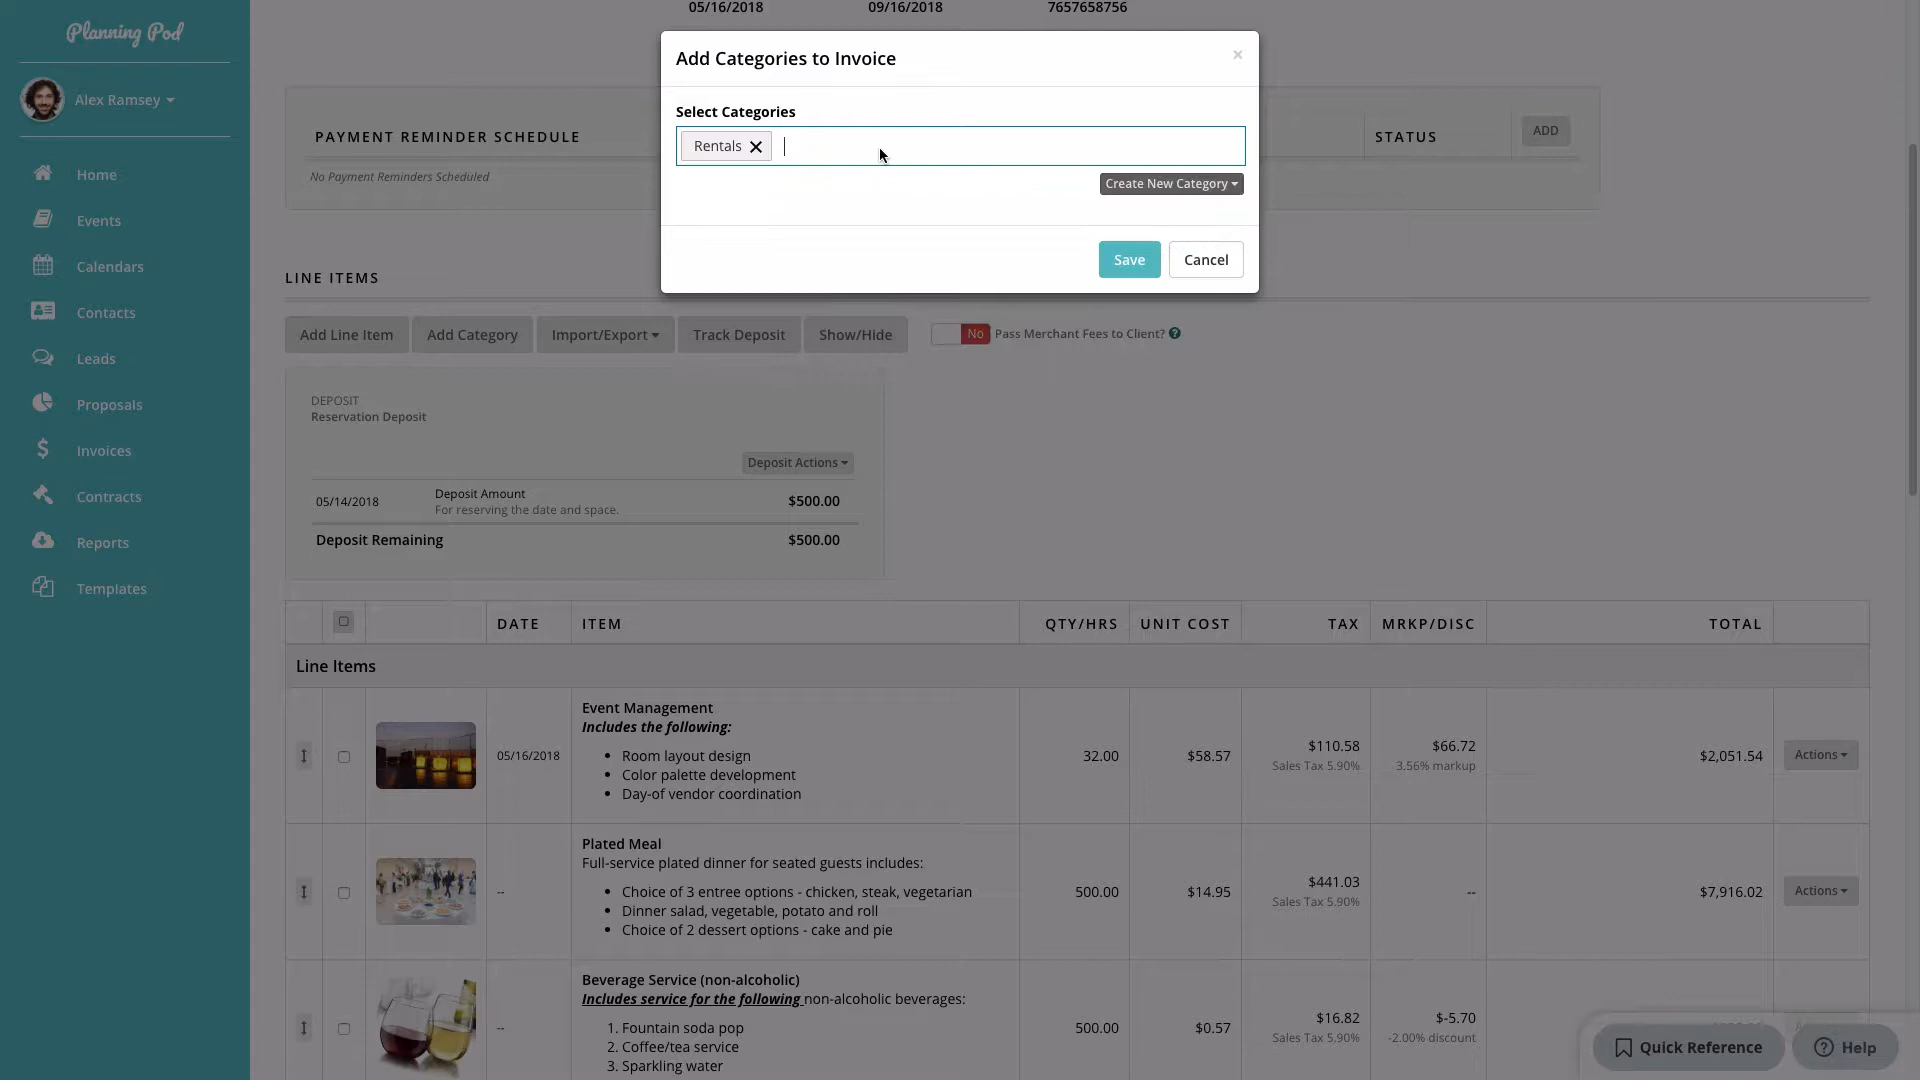 05/16/2018 09/16/2018 7657658756
Planning Pod
Alex Ramsey
Home
Events
Calendars
Contacts
Leads
Proposals
Invoices
Contracts
Reports
Templates
Add Categories to Invoice ×
Select Categories
Rentals
Create New Category
Save Cancel
PAYMENT REMINDER SCHEDULE STATUS ADD
No Payment Reminders Scheduled
LINE ITEMS
Add Line Item Add Category Import/Export Track Deposit Show/Hide No Pass Merchant Fees to Client? ?
DEPOSIT
Reservation Deposit
Deposit Actions
05/14/2018 Deposit Amount $500.00
For reserving the date and space.
Deposit Remaining $500.00
DATE ITEM QTY/HRS UNIT COST TAX MRKP/DISC TOTAL
Line Items
Event Management
Includes the following:
• Room layout design
• Color palette development
• Day-of vendor coordination
05/16/2018 32.00 $58.57 $110.58 $66.72 $2,051.54 Actions
Sales Tax 5.90% 3.56% markup
Plated Meal
Full-service plated dinner for seated guests includes:
• Choice of 3 entree options - chicken, steak, vegetarian
• Dinner salad, vegetable, potato and roll
• Choice of 2 dessert options - cake and pie
-- 500.00 $14.95 $441.03 -- $7,916.02 Actions
Sales Tax 5.90%
Beverage Service (non-alcoholic)
Includes service for the following non-alcoholic beverages:
1. Fountain soda pop
2. Coffee/tea service
3. Sparkling water
-- 500.00 $0.57 $16.82 $-5.70
Sales Tax 5.90% -2.00% discount
Quick Reference ? Help